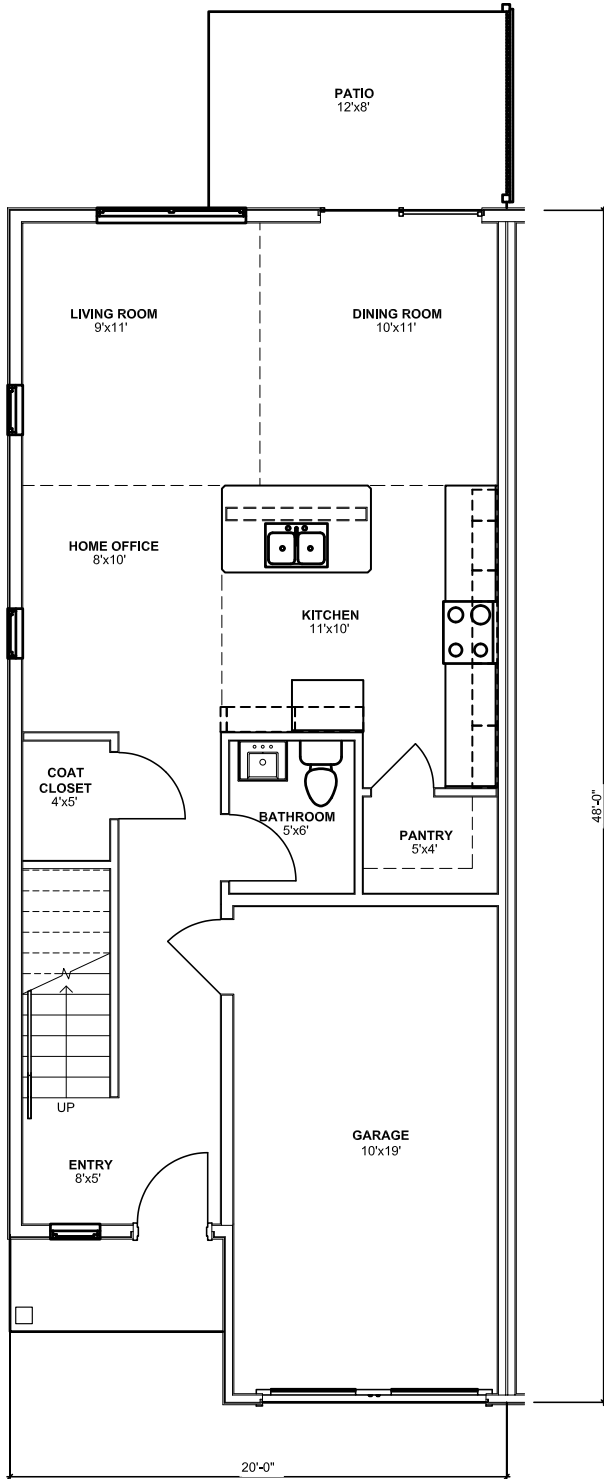 PATIO
12'x8'
LIVING ROOM
9'x11'
DINING ROOM
10'x11'
HOME OFFICE
8'x10'
KITCHEN
11'x10'
COAT
CLOSET
4'x5'
BATHROOM
5'x6'
PANTRY
5'x4'
48'-0"
UP
GARAGE
10'x19'
ENTRY
8'x5'
20'-0"